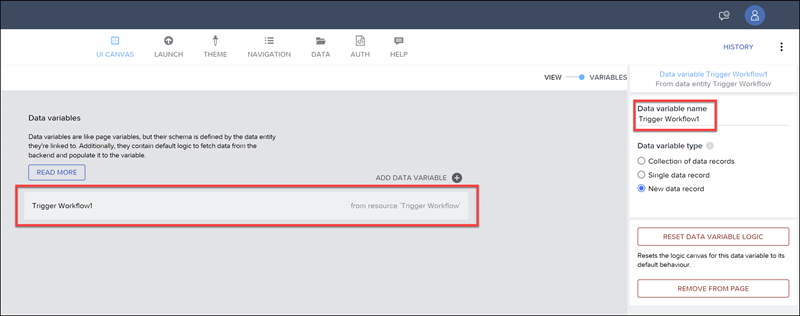 UI CANVAS
LAUNCH
THEME
NAVIGATION
DATA
AUTH
HELP
HISTORY
VIEW
VARIABLES
Data variables
Data variables are like page variables, but their schema is defined by the data entity
they're linked to. Additionally, they contain default logic to fetch data from the
backend and populate it to the variable.
READ MORE
ADD DATA VARIABLE
Trigger Workflow1
from resource 'Trigger Workflow'
Data variable Trigger Workflow1
From data entity Trigger Workflow
Data variable name
Trigger Workflow1
Data variable type
Collection of data records
Single data record
New data record
RESET DATA VARIABLE LOGIC
Resets the logic canvas for this data variable to its
default behaviour.
REMOVE FROM PAGE